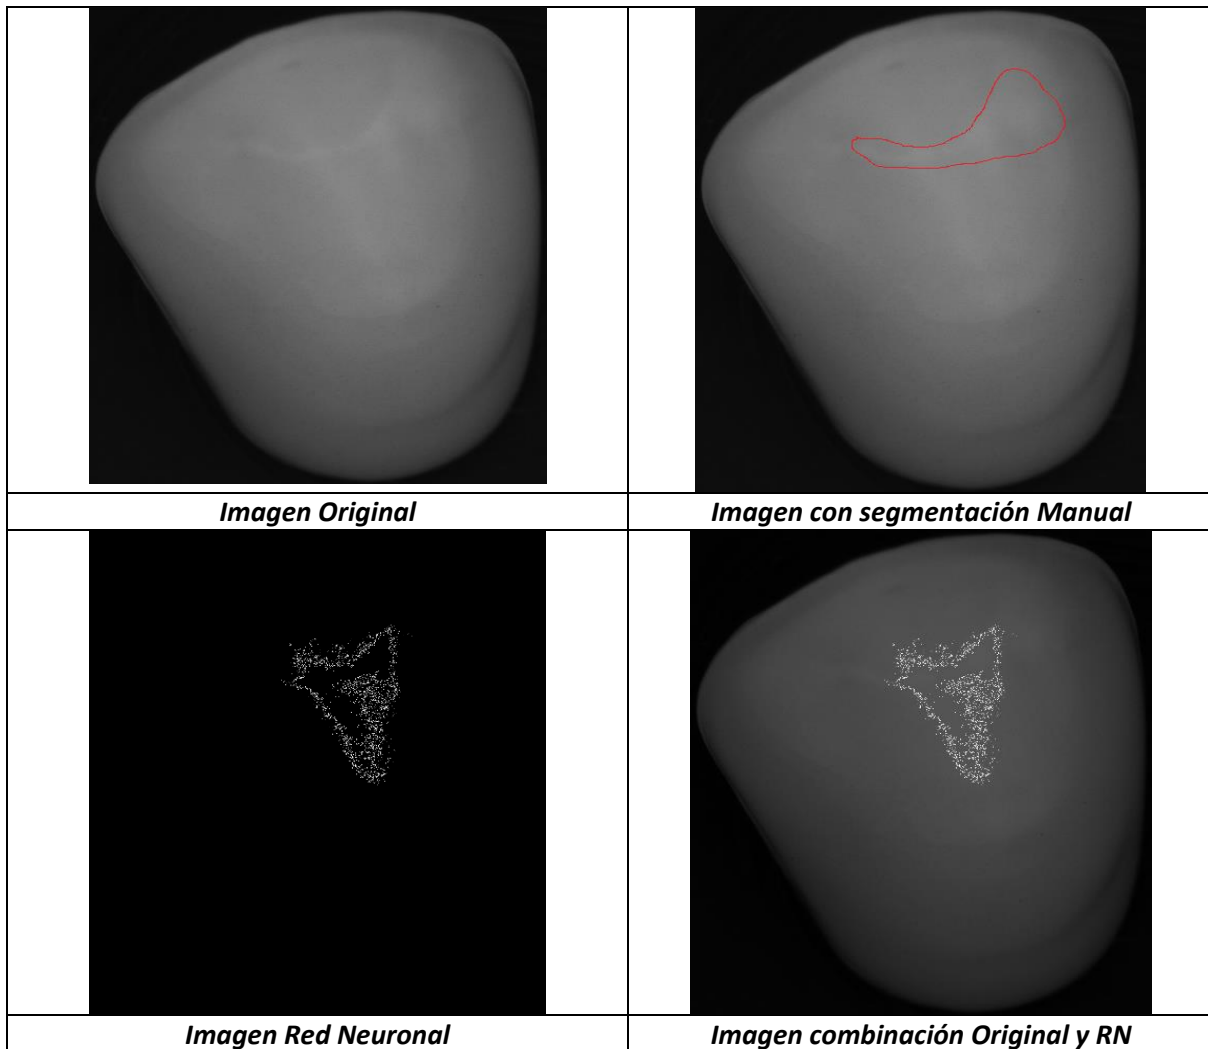 Imagen Original
Imagen con segmentación Manual
Imagen Red Neuronal
Imagen combinación Original y RN